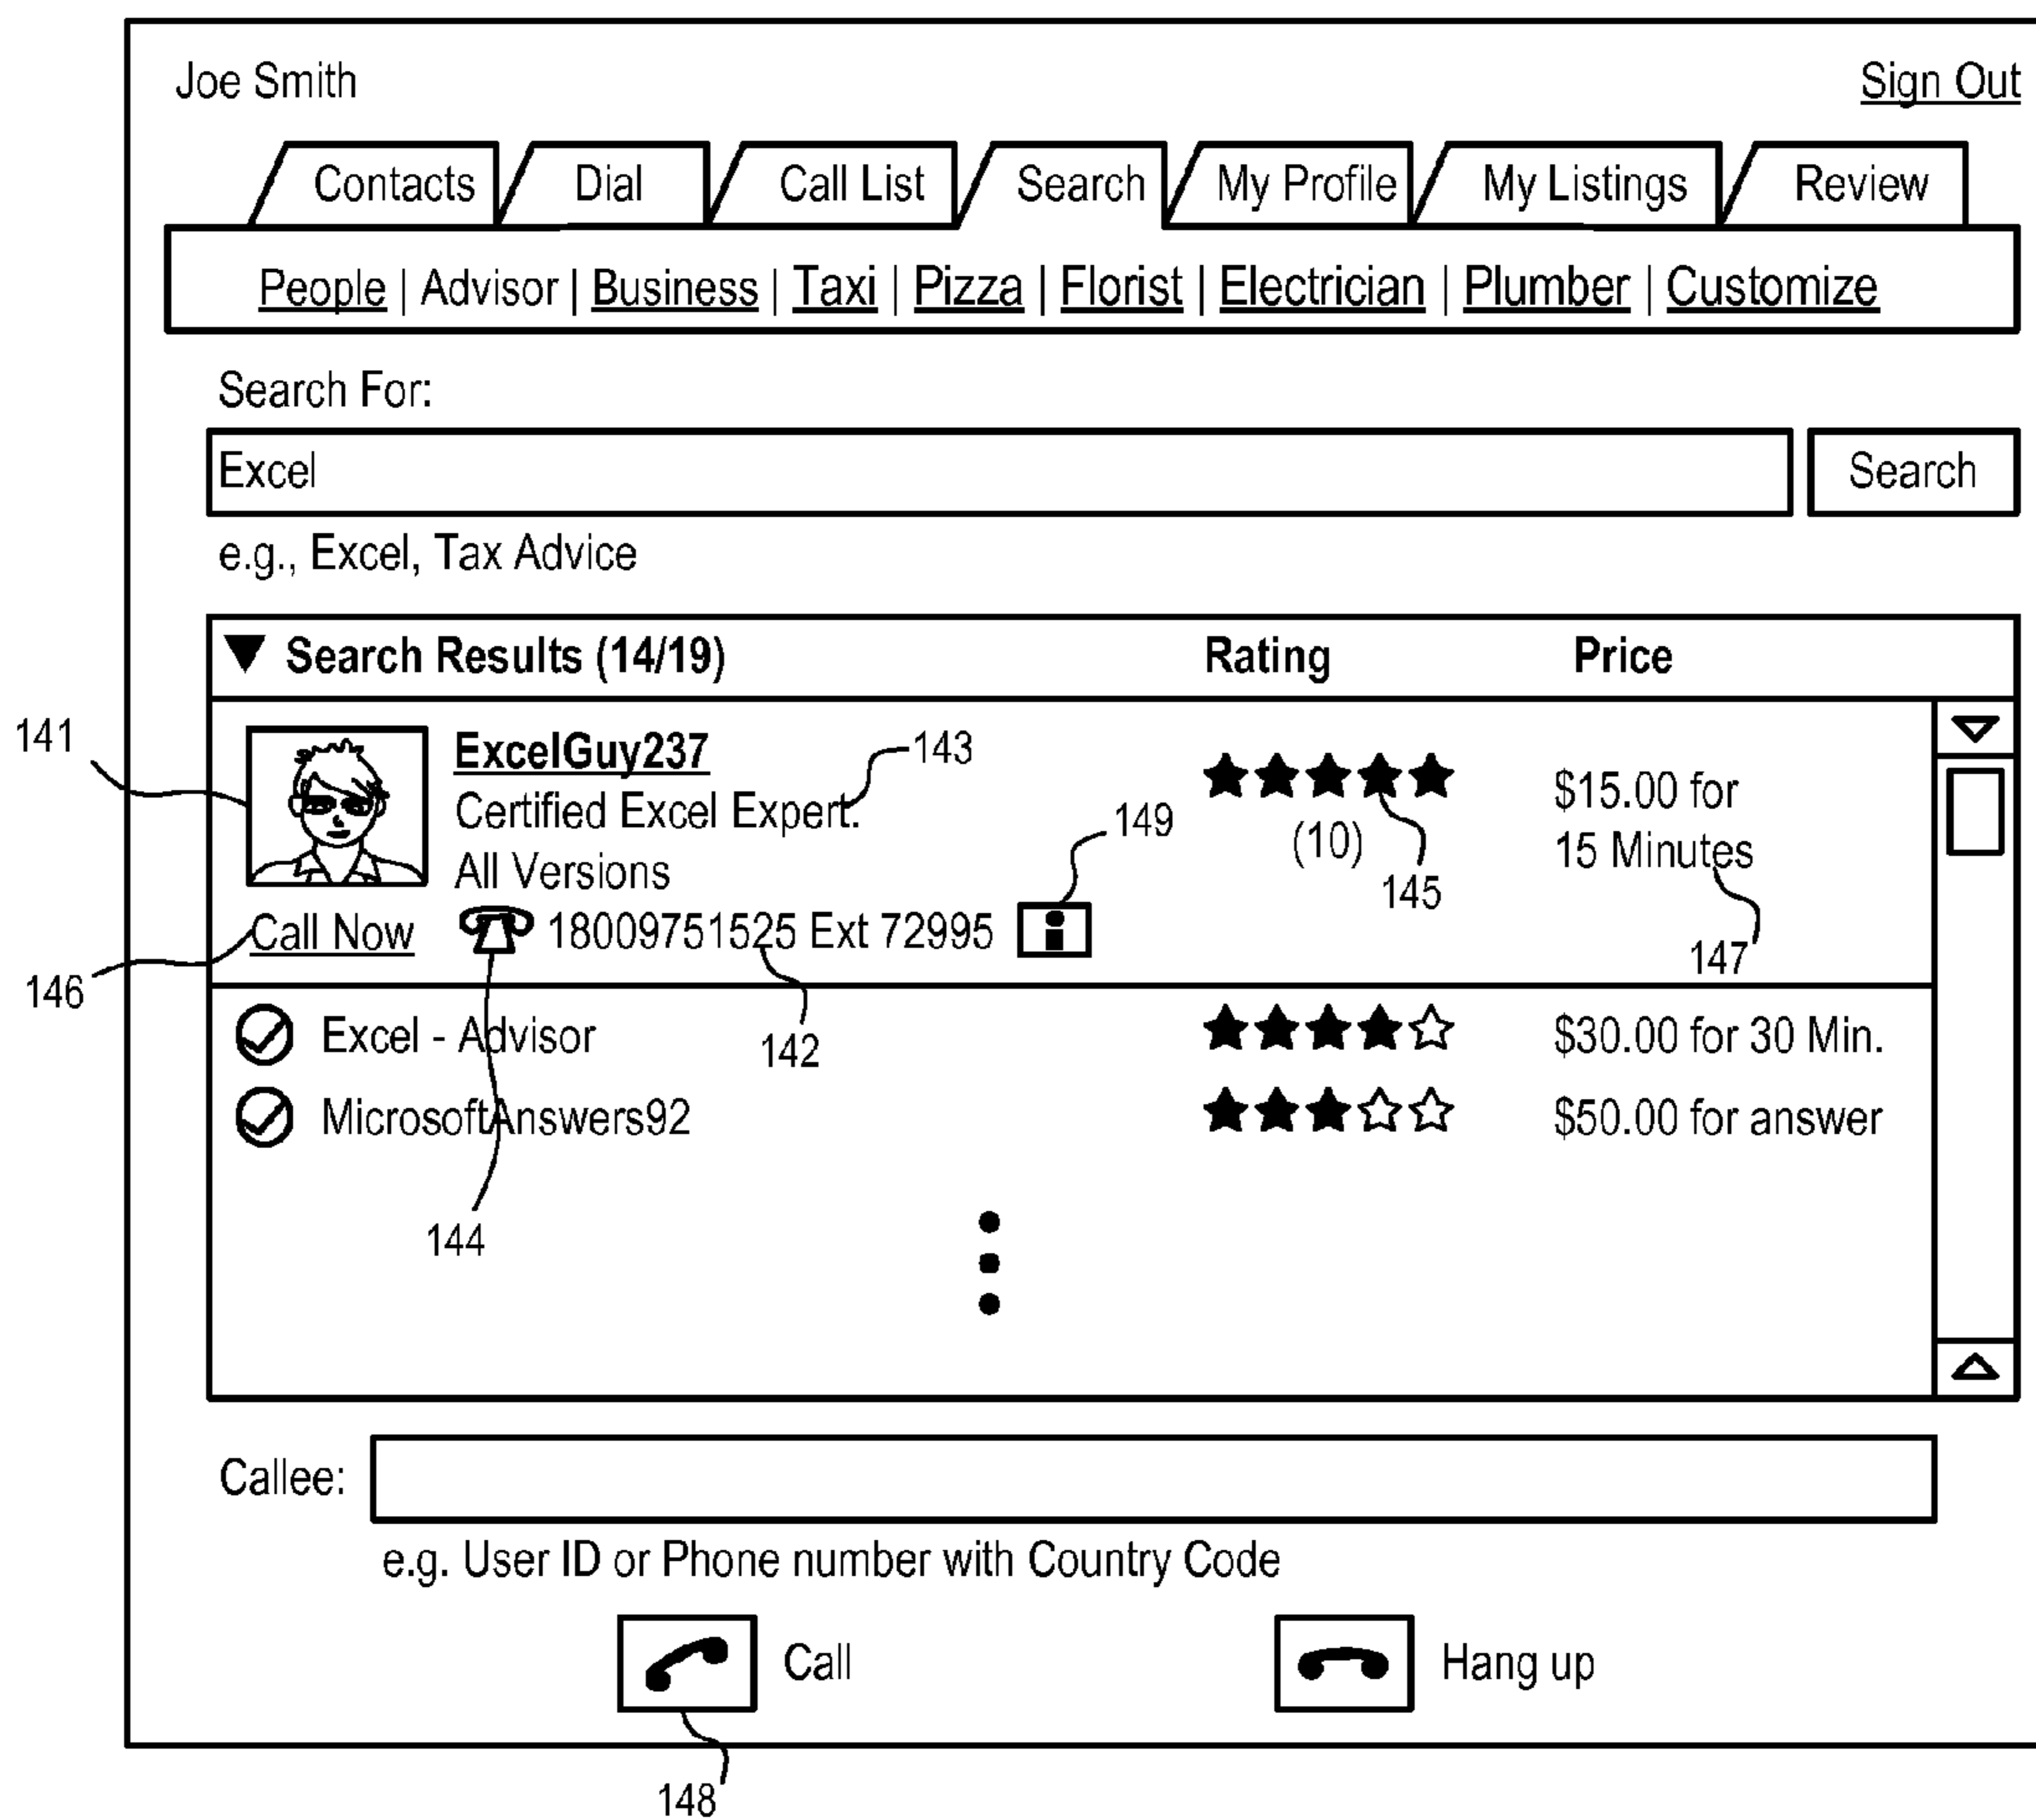 Joe Smith Sign Out
Contacts Dial Call List Search My Profile My Listings Review
People | Advisor | Business | Taxi | Pizza | Florist | Electrician | Plumber | Customize
Search For:
Excel Search
e.g., Excel, Tax Advice
▼ Search Results (14/19) Rating Price
141 ExcelGuy237 143
Certified Excel Expert. $15.00 for
149 (10) 15 Minutes
All Versions 145
Call Now 18009751525 Ext 72995 i
146 147
Excel - Advisor 142 $30.00 for 30 Min.
MicrosoftAnswers92 $50.00 for answer
144
Callee:
e.g. User ID or Phone number with Country Code
Call Hang up
148